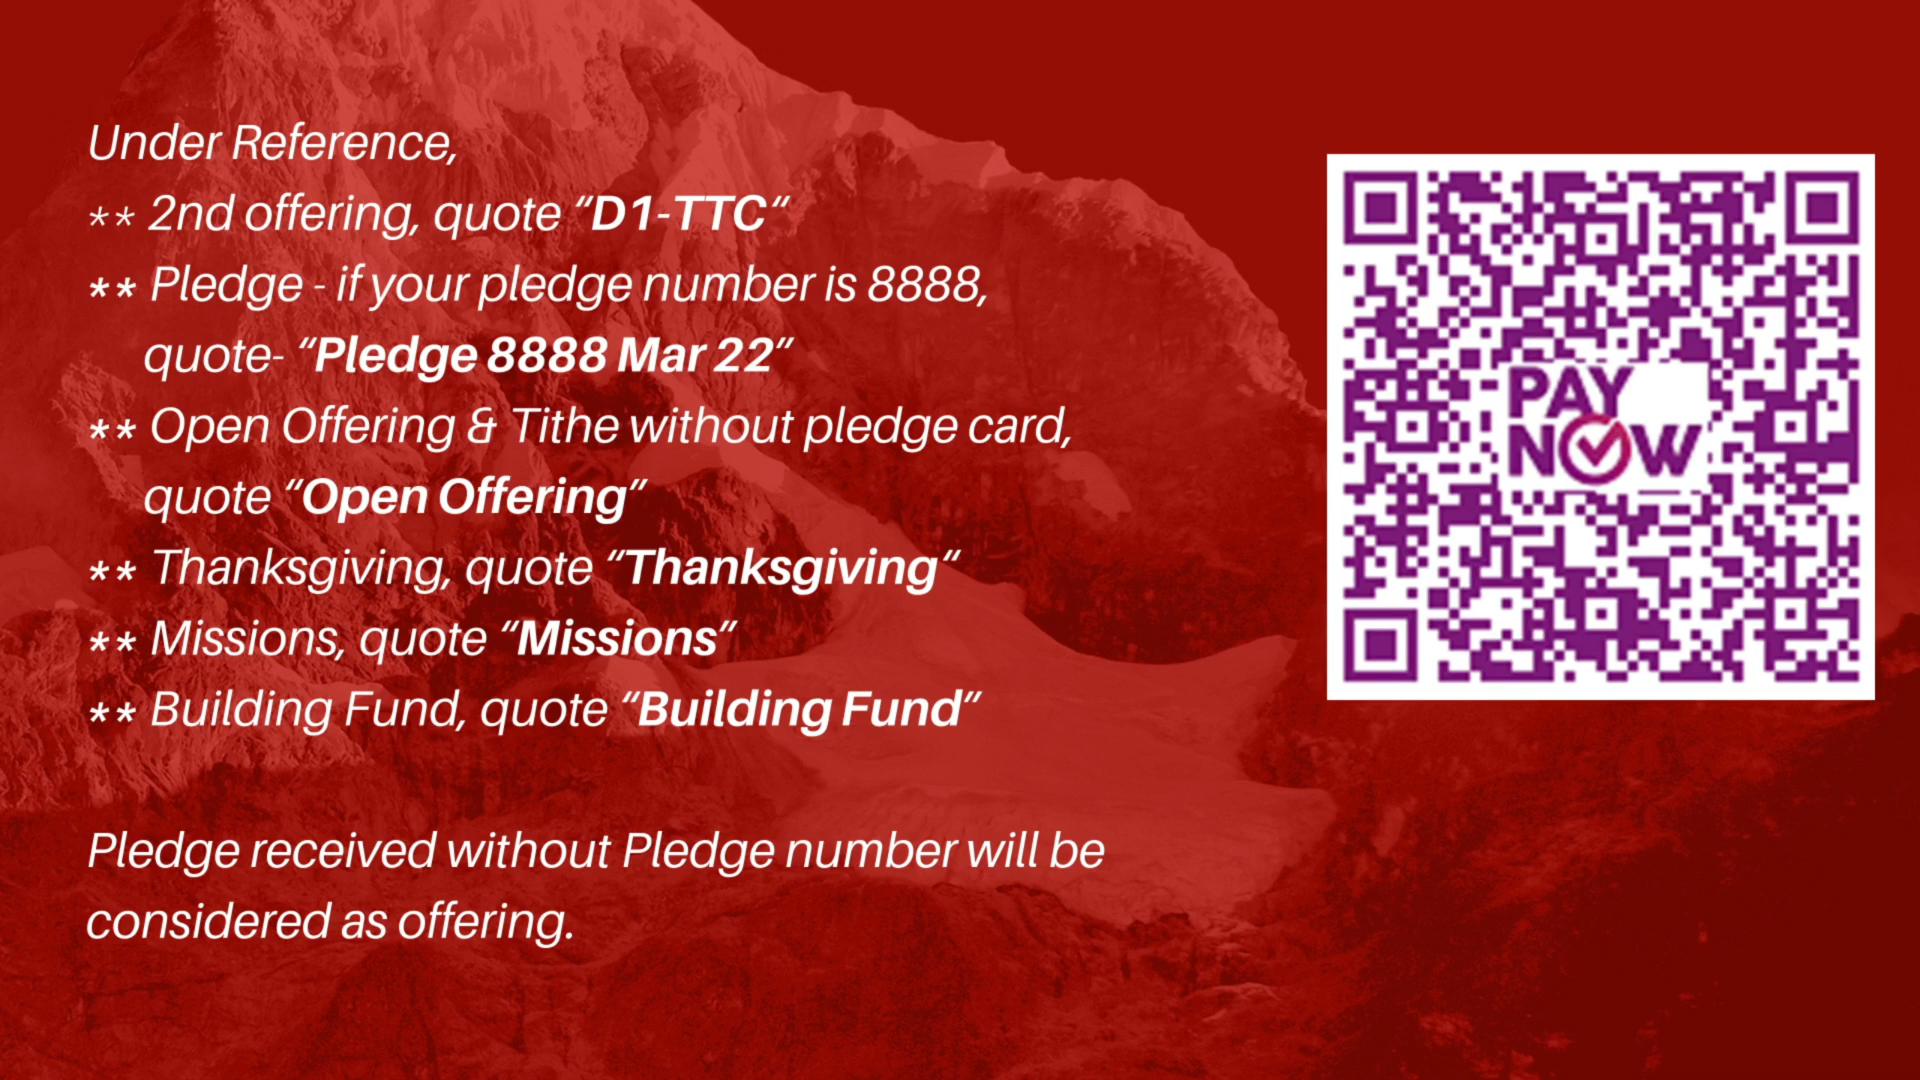 Under Reference,
** 2nd offering, quote “D1-TTC“
** Pledge - if your pledge number is 8888,
quote- “Pledge 8888 Mar 22”
** Open Offering & Tithe without pledge card,
quote “Open Offering”
** Thanksgiving, quote “Thanksgiving“
** Missions, quote “Missions”
** Building Fund, quote “Building Fund”
Pledge received without Pledge number will be
considered as offering.
PAY
NOW